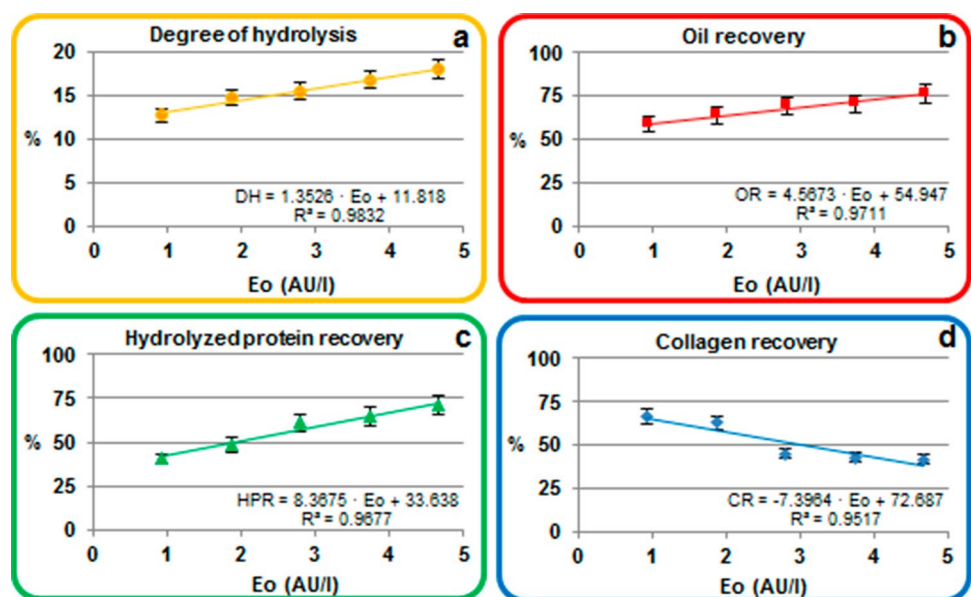 Degree of hydrolysis
a
20
15
10
5
0
%
DH = 1.3526 · Eo + 11.818
R² = 0.9832
0 1 2 3 4 5
Eo (AU/l)
Oil recovery
b
100
75
50
25
0
%
OR = 4.5673 · Eo + 54.947
R² = 0.9711
0 1 2 3 4 5
Eo (AU/l)
Hydrolyzed protein recovery
c
100
75
50
25
0
%
HPR = 8.3675 · Eo + 33.638
R² = 0.9677
0 1 2 3 4 5
Eo (AU/l)
Collagen recovery
d
100
75
50
25
0
%
CR = -7.3964 · Eo + 72.687
R² = 0.9517
0 1 2 3 4 5
Eo (AU/l)